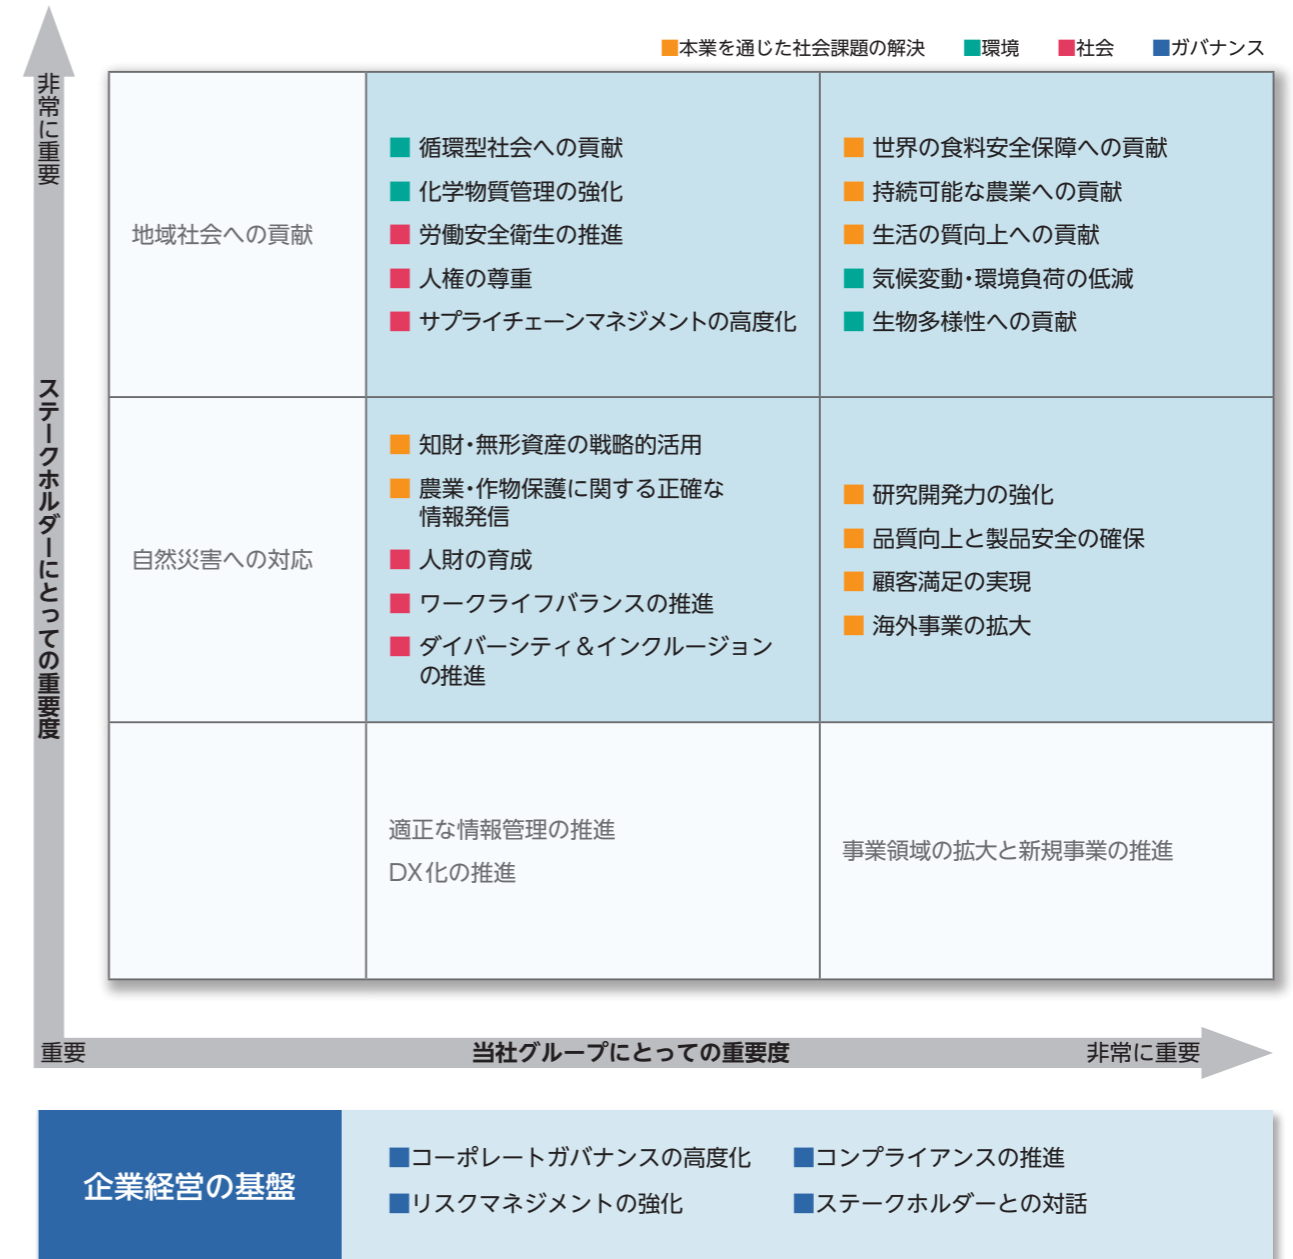 ■本業を通じた社会課題の解決 ■環境 ■社会 ■ガバナンス
非常に重要
ステークホルダーにとっての重要度
地域社会への貢献
■ 循環型社会への貢献
■ 化学物質管理の強化
■ 労働安全衛生の推進
■ 人権の尊重
■ サプライチェーンマネジメントの高度化
■ 世界の食料安全保障への貢献
■ 持続可能な農業への貢献
■ 生活の質向上への貢献
■ 気候変動・環境負荷の低減
■ 生物多様性への貢献
自然災害への対応
■ 知財・無形資産の戦略的活用
■ 農業・作物保護に関する正確な
情報発信
■ 人財の育成
■ ワークライフバランスの推進
■ ダイバーシティ＆インクルージョン
の推進
■ 研究開発力の強化
■ 品質向上と製品安全の確保
■ 顧客満足の実現
■ 海外事業の拡大
適正な情報管理の推進
DX化の推進
事業領域の拡大と新規事業の推進
重要 当社グループにとっての重要度 非常に重要
企業経営の基盤
■コーポレートガバナンスの高度化 ■コンプライアンスの推進
■リスクマネジメントの強化 ■ステークホルダーとの対話